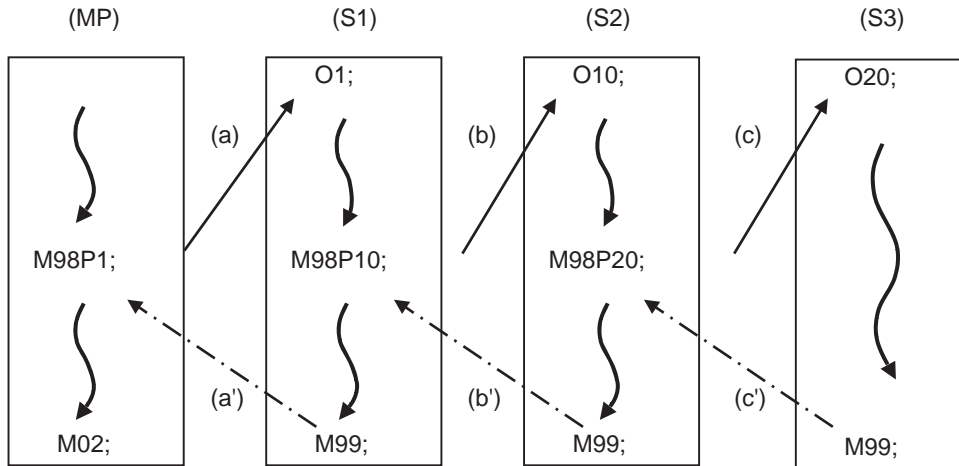 (MP) (S1) (S2) (S3)
O1; O10; O20;
(a) (b) (c)
M98P1; M98P10; M98P20;
(a') (b') (c')
M02; M99; M99; M99;